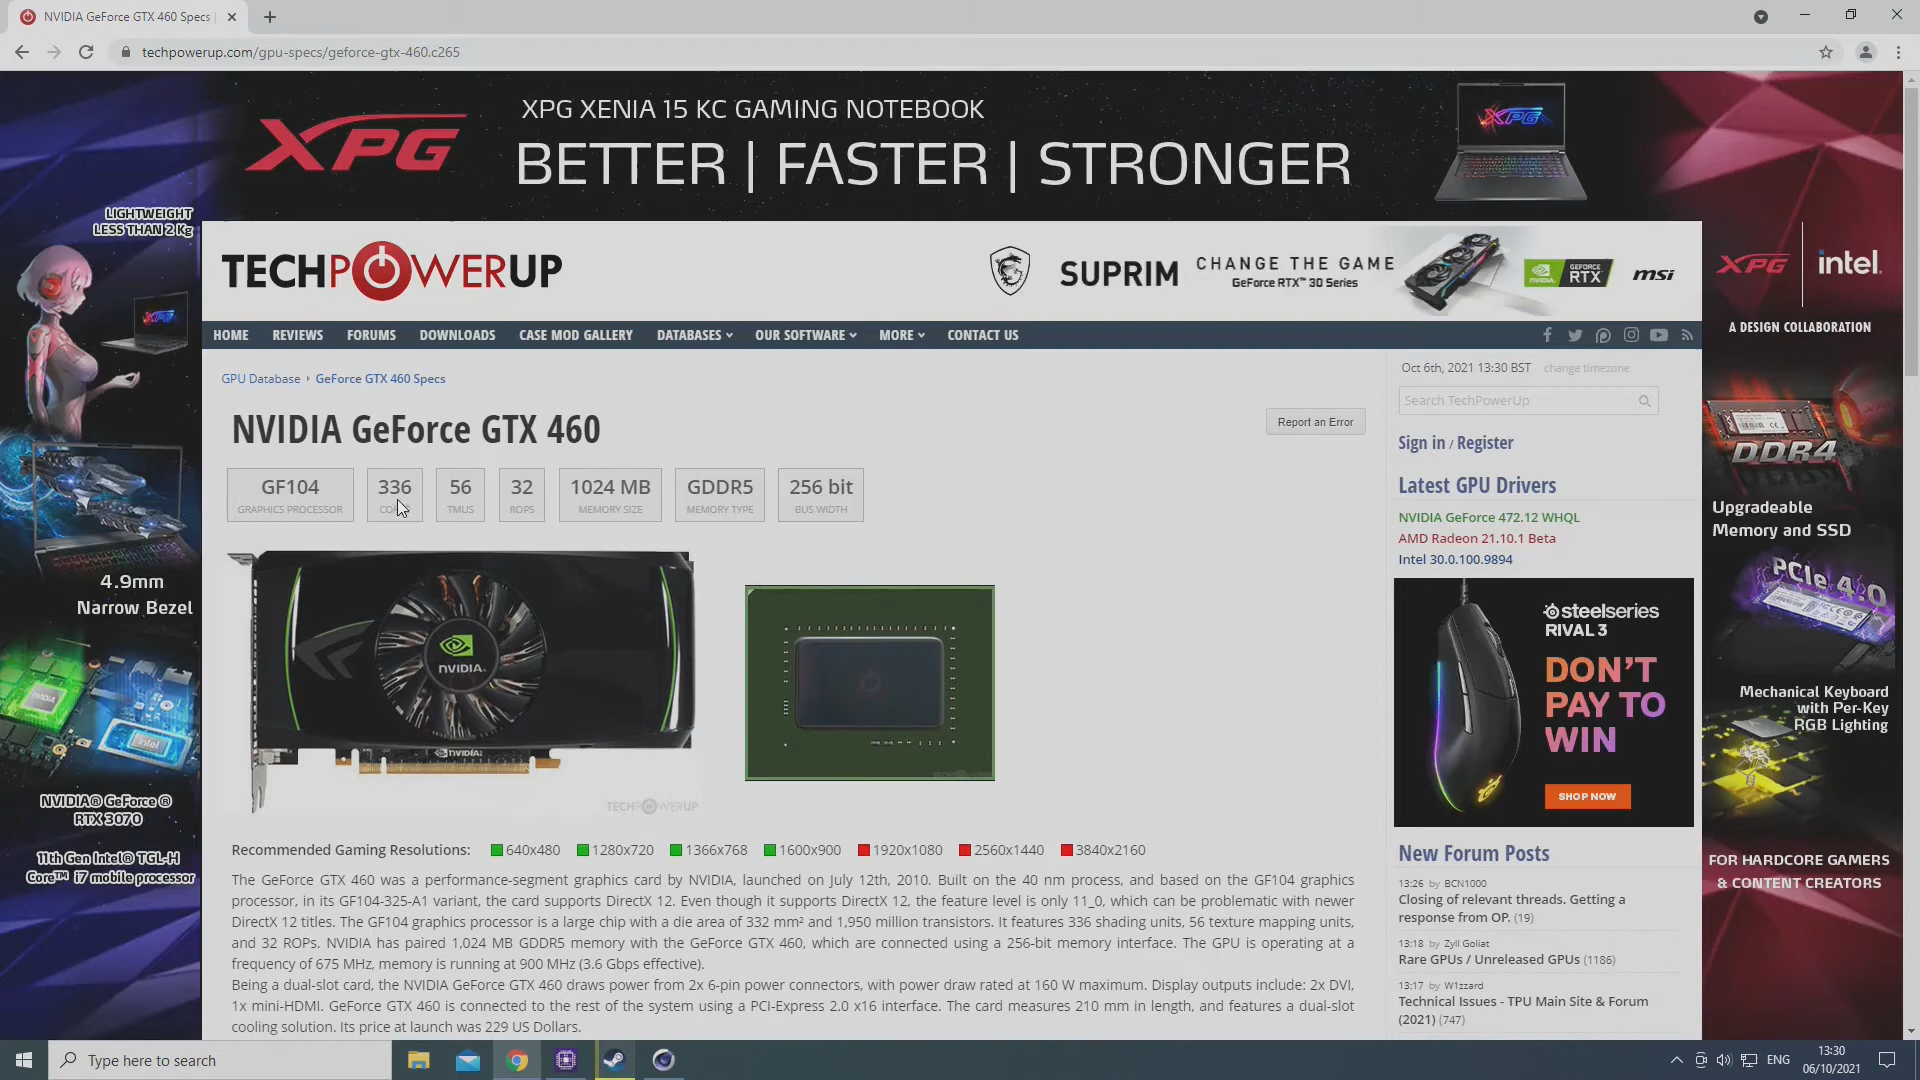 NVIDIA GeForce GTX 460 Specs |
techpowerup.com/gpu-specs/geforce-gtx-460.c265
XPG
XPG XENIA 15 KC GAMING NOTEBOOK
BETTER | FASTER | STRONGER
XPG
LIGHTWEIGHT
LESS THAN 2 Kg
XPG
4.9mm
Narrow Bezel
NVIDIA
intel
NVIDIA® GeForce ®
RTX 3070
11th Gen Intel® TGL-H
Core™ i7 mobile processor
TECHPOWERUP
SUPRIM
CHANGE THE GAME
GeForce RTX™ 3D Series
GEFORCE
RTX
msi
XPG
intel.
A DESIGN COLLABORATION
HOME
REVIEWS
FORUMS
DOWNLOADS
CASE MOD GALLERY
DATABASES
OUR SOFTWARE
MORE
CONTACT US
GPU Database
GeForce GTX 460 Specs
NVIDIA GeForce GTX 460
Report an Error
GF104
GRAPHICS PROCESSOR
336
56
TMUS
32
ROPS
1024 MB
MEMORY SIZE
GDDR5
MEMORY TYPE
256 bit
BUS WIDTH
NVIDIA.
NVIDIA.
TECHPOWERUP
Recommended Gaming Resolutions:
640x480
1280x720
1366x768
1600x900
1920x1080
2560x1440
3840x2160
The GeForce GTX 460 was a performance-segment graphics card by NVIDIA, launched on July 12th, 2010. Built on the 40 nm process, and based on the GF104 graphics
processor, in its GF104-325-A1 variant, the card supports DirectX 12. Even though it supports DirectX 12, the feature level is only 11_0, which can be problematic with newer
DirectX 12 titles. The GF104 graphics processor is a large chip with a die area of 332 mm² and 1,950 million transistors. It features 336 shading units, 56 texture mapping units,
and 32 ROPs. NVIDIA has paired 1,024 MB GDDR5 memory with the GeForce GTX 460, which are connected using a 256-bit memory interface. The GPU is operating at a
frequency of 675 MHz, memory is running at 900 MHz (3.6 Gbps effective).
Being a dual-slot card, the NVIDIA GeForce GTX 460 draws power from 2x 6-pin power connectors, with power draw rated at 160 W maximum. Display outputs include: 2x DVI,
1x mini-HDMI. GeForce GTX 460 is connected to the rest of the system using a PCI-Express 2.0 x16 interface. The card measures 210 mm in length, and features a dual-slot
cooling solution. Its price at launch was 229 US Dollars.
Oct 6th, 2021 13:30 BST
change timezone
Search TechPowerUp
Sign in / Register
Latest GPU Drivers
NVIDIA GeForce 472.12 WHQL
AMD Radeon 21.10.1 Beta
Intel 30.0.100.9894
steelseries
RIVAL 3
DON'T
PAY TO
WIN
SHOP NOW
New Forum Posts
13:26 by BCN1000
Closing of relevant threads. Getting a
response from OP. (19)
13:18 by Zyll Goliat
Rare GPUs / Unreleased GPUs (1186)
13:17 by W1zzard
Technical Issues - TPU Main Site & Forum
(2021) (747)
DDR4
Upgradeable
Memory and SSD
PCIe 4.0
Mechanical Keyboard
with Per-Key
RGB Lighting
FOR HARDCORE GAMERS
& CONTENT CREATORS
Type here to search
ENG
13:30
06/10/2021